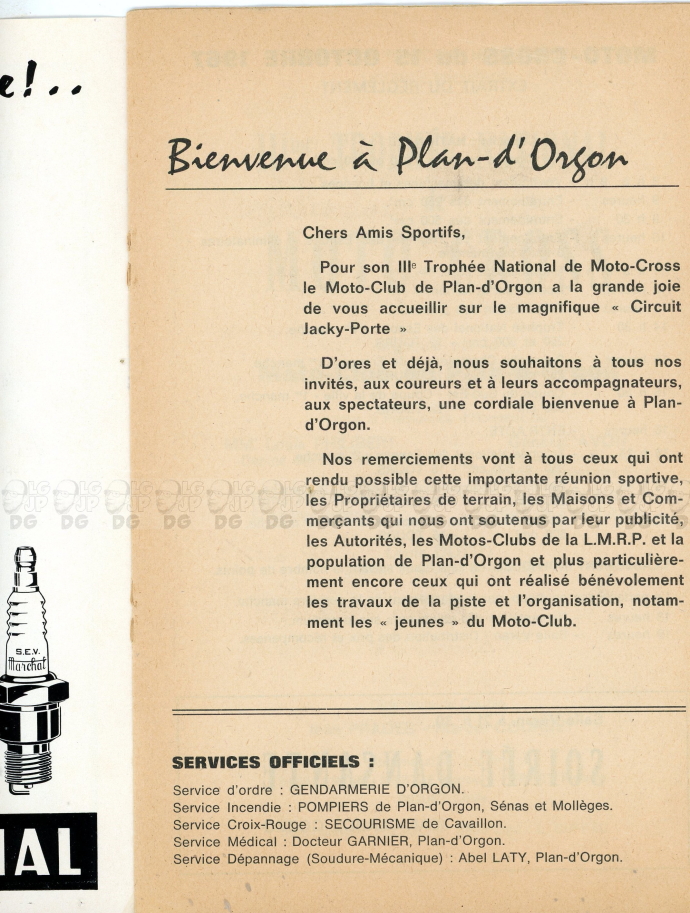 e!..
Bienvenue à Plan-d'Orgon
Chers Amis Sportifs,
Pour son IIIe Trophée National de Moto-Cross
le Moto-Club de Plan-d'Orgon a la grande joie
de vous accueillir sur le magnifique « Circuit
Jacky-Porte »
D'ores et déjà, nous souhaitons à tous nos
invités, aux coureurs et à leurs accompagnateurs,
aux spectateurs, une cordiale bienvenue à Plan-
d'Orgon.
Nos remerciements vont à tous ceux qui ont
rendu possible cette importante réunion sportive,
les Propriétaires de terrain, les Maisons et Com-
merçants qui nous ont soutenus par leur publicité,
les Autorités, les Motos-Clubs de la L.M.R.P. et la
population de Plan-d'Orgon et plus particulière-
ment encore ceux qui ont réalisé bénévolement
les travaux de la piste et l'organisation, notam-
ment les « jeunes » du Moto-Club.
S.E.V.
Marchal
NAL
SERVICES OFFICIELS :
Service d'ordre : GENDARMERIE D'ORGON.
Service Incendie : POMPIERS de Plan-d'Orgon, Sénas et Mollèges.
Service Croix-Rouge : SECOURISME de Cavaillon.
Service Médical : Docteur GARNIER, Plan-d'Orgon.
Service Dépannage (Soudure-Mécanique) : Abel LATY, Plan-d'Orgon.